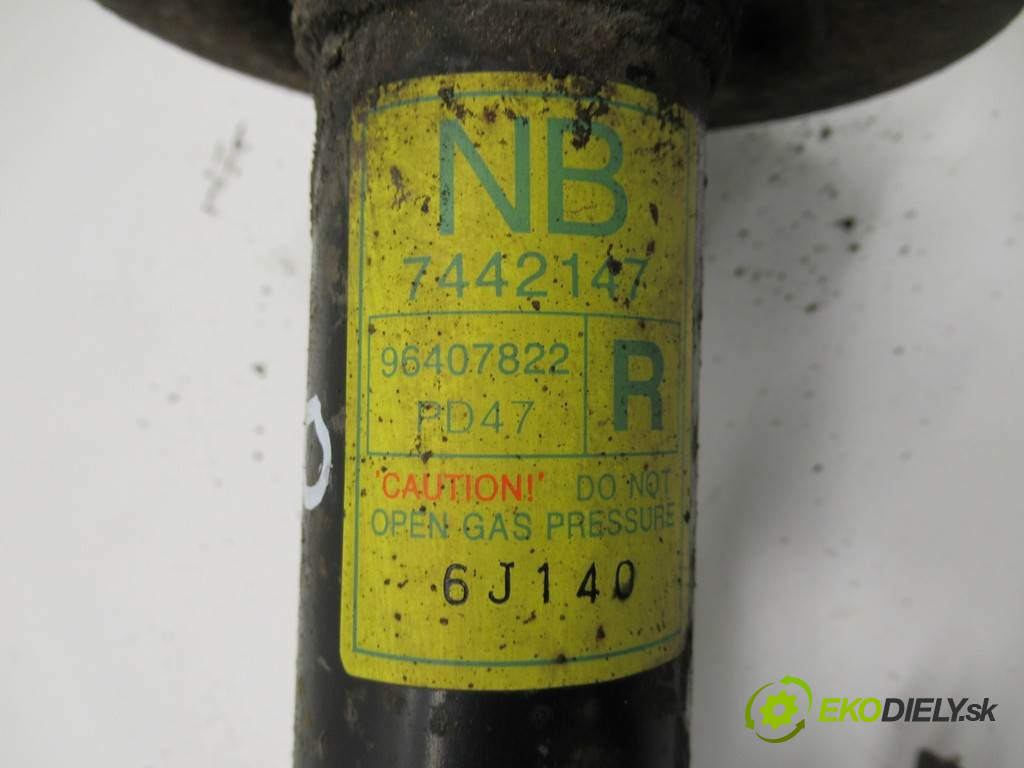 NB
7442147
96407822
R
PD47
'CAUTION!' DO NOT
OPEN GAS PRESSURE
6J140
EKODIELY.sk